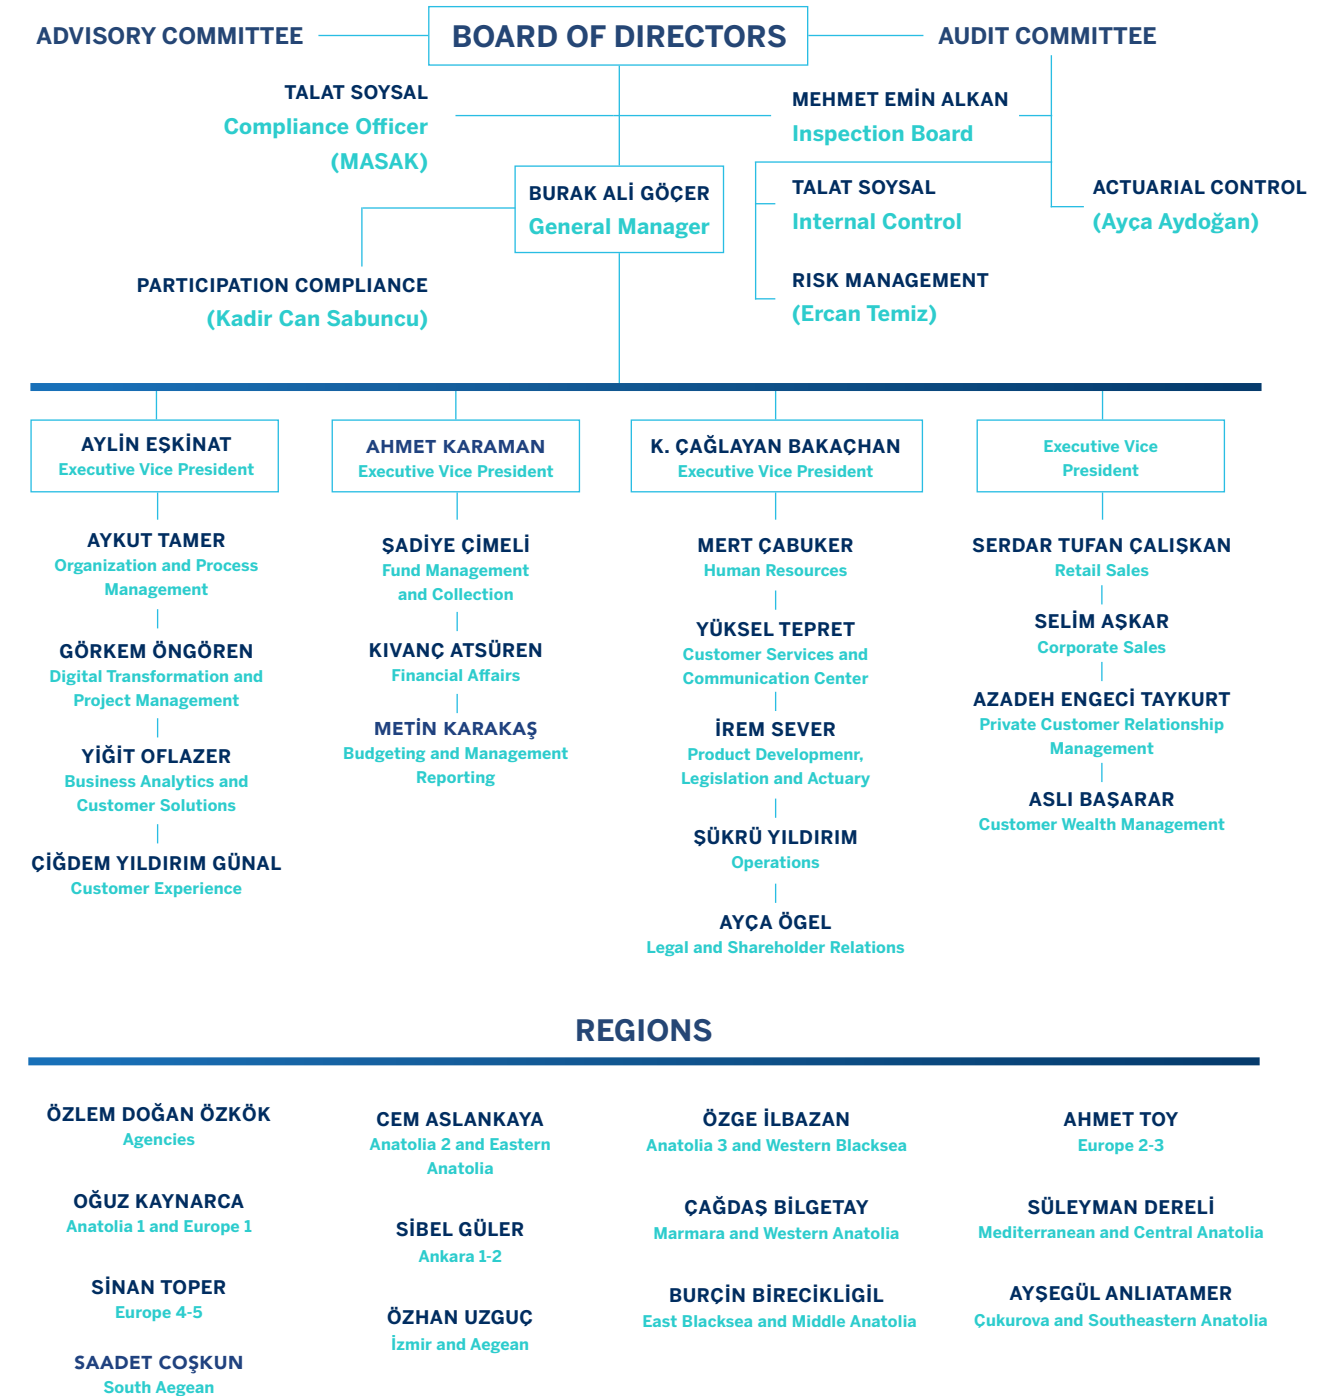 ADVISORY COMMITTEE
BOARD OF DIRECTORS
AUDIT COMMITTEE
TALAT SOYSAL
Compliance Officer
(MASAK)
MEHMET EMİN ALKAN
Inspection Board
BURAK ALİ GÖÇER
General Manager
TALAT SOYSAL
Internal Control
ACTUARIAL CONTROL
(Ayça Aydoğan)
PARTICIPATION COMPLIANCE
(Kadir Can Sabuncu)
RISK MANAGEMENT
(Ercan Temiz)
AYLİN EŞKİNAT
Executive Vice President
AYKUT TAMER
Organization and Process
Management
GÖRKEM ÖNGÖREN
Digital Transformation and
Project Management
YİĞİT OFLAZER
Business Analytics and
Customer Solutions
ÇİĞDEM YILDIRIM GÜNAL
Customer Experience
AHMET KARAMAN
Executive Vice President
ŞADİYE ÇİMELİ
Fund Management
and Collection
KIVANÇ ATSÜREN
Financial Affairs
METİN KARAKAŞ
Budgeting and Management
Reporting
K. ÇAĞLAYAN BAKAÇHAN
Executive Vice President
MERT ÇABUKER
Human Resources
YÜKSEL TEPRET
Customer Services and
Communication Center
İREM SEVER
Product Developmenr,
Legislation and Actuary
ŞÜKRÜ YILDIRIM
Operations
AYÇA ÖGEL
Legal and Shareholder Relations
Executive Vice
President
SERDAR TUFAN ÇALIŞKAN
Retail Sales
SELİM AŞKAR
Corporate Sales
AZADEH ENGECİ TAYKURT
Private Customer Relationship
Management
ASLI BAŞARAR
Customer Wealth Management
REGIONS
ÖZLEM DOĞAN ÖZKÖK
Agencies
OĞUZ KAYNARCA
Anatolia 1 and Europe 1
SİNAN TOPER
Europe 4-5
SAADET COŞKUN
South Aegean
CEM ASLANKAYA
Anatolia 2 and Eastern
Anatolia
SİBEL GÜLER
Ankara 1-2
ÖZHAN UZGUÇ
İzmir and Aegean
ÖZGE İLBAZAN
Anatolia 3 and Western Blacksea
ÇAĞDAŞ BİLGETAY
Marmara and Western Anatolia
BURÇİN BİRECİKLİGİL
East Blacksea and Middle Anatolia
AHMET TOY
Europe 2-3
SÜLEYMAN DERELİ
Mediterranean and Central Anatolia
AYŞEGÜL ANLIATAMER
Çukurova and Southeastern Anatolia